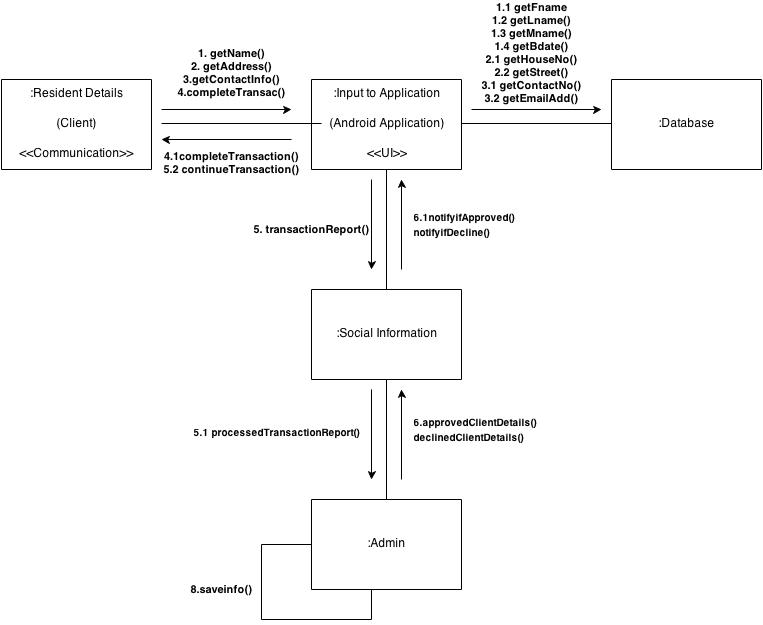 1.1 getFname
1.2 getLname()
1.3 getMname()
1.4 getBdate()
2.1 getHouseNo()
2.2 getStreet()
3.1 getContactNo()
3.2 getEmailAdd()
1. getName()
2. getAddress()
3.getContactInfo()
4.completeTransac()
:Resident Details
(Client)
<<Communication>>
:Input to Application
(Android Application)
<<UI>>
:Database
4.1completeTransaction()
5.2 continueTransaction()
5. transactionReport()
6.1notifyifApproved()
notifyifDecline()
:Social Information
5.1 processedTransactionReport()
6.approvedClientDetails()
declinedClientDetails()
:Admin
8.saveinfo()